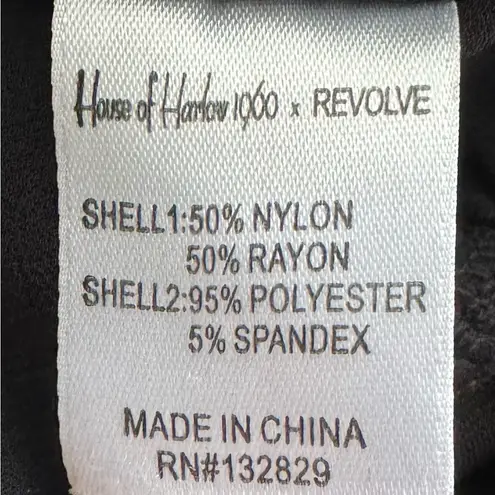 House of Harlow 1960 x REVOLVE
SHELL1:50% NYLON
50% RAYON
SHELL2:95% POLYESTER
5% SPANDEX
MADE IN CHINA
RN#132829